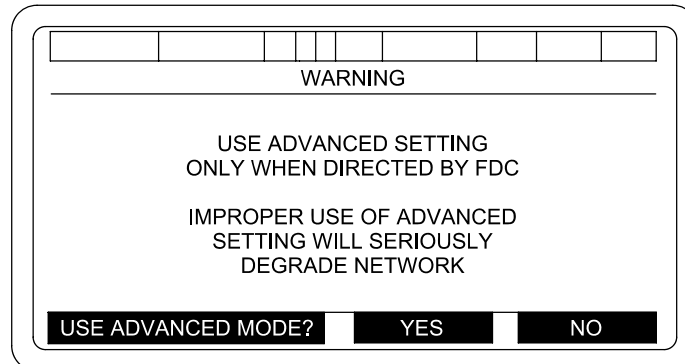 WARNING
USE ADVANCED SETTING
ONLY WHEN DIRECTED BY FDC
IMPROPER USE OF ADVANCED
SETTING WILL SERIOUSLY
DEGRADE NETWORK
USE ADVANCED MODE? YES NO